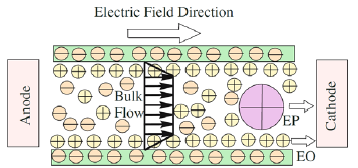 Electric Field Direction
Anode
Bulk
Flow
EP
EO
Cathode